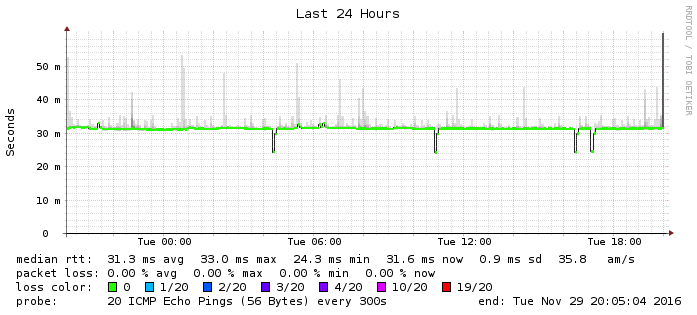 Last 24 Hours
RRDTOOL / TOBI OETIKER
Seconds
50 m
40 m
30 m
20 m
10 m
0
Tue 00:00 Tue 06:00 Tue 12:00 Tue 18:00
median rtt: 31.3 ms avg 33.0 ms max 24.3 ms min 31.6 ms now 0.9 ms sd 35.8 am/s
packet loss: 0.00 % avg 0.00 % max 0.00 % min 0.00 % now
loss color: 0 1/20 2/20 3/20 4/20 10/20 19/20
probe: 20 ICMP Echo Pings (56 Bytes) every 300s end: Tue Nov 29 20:05:04 2016